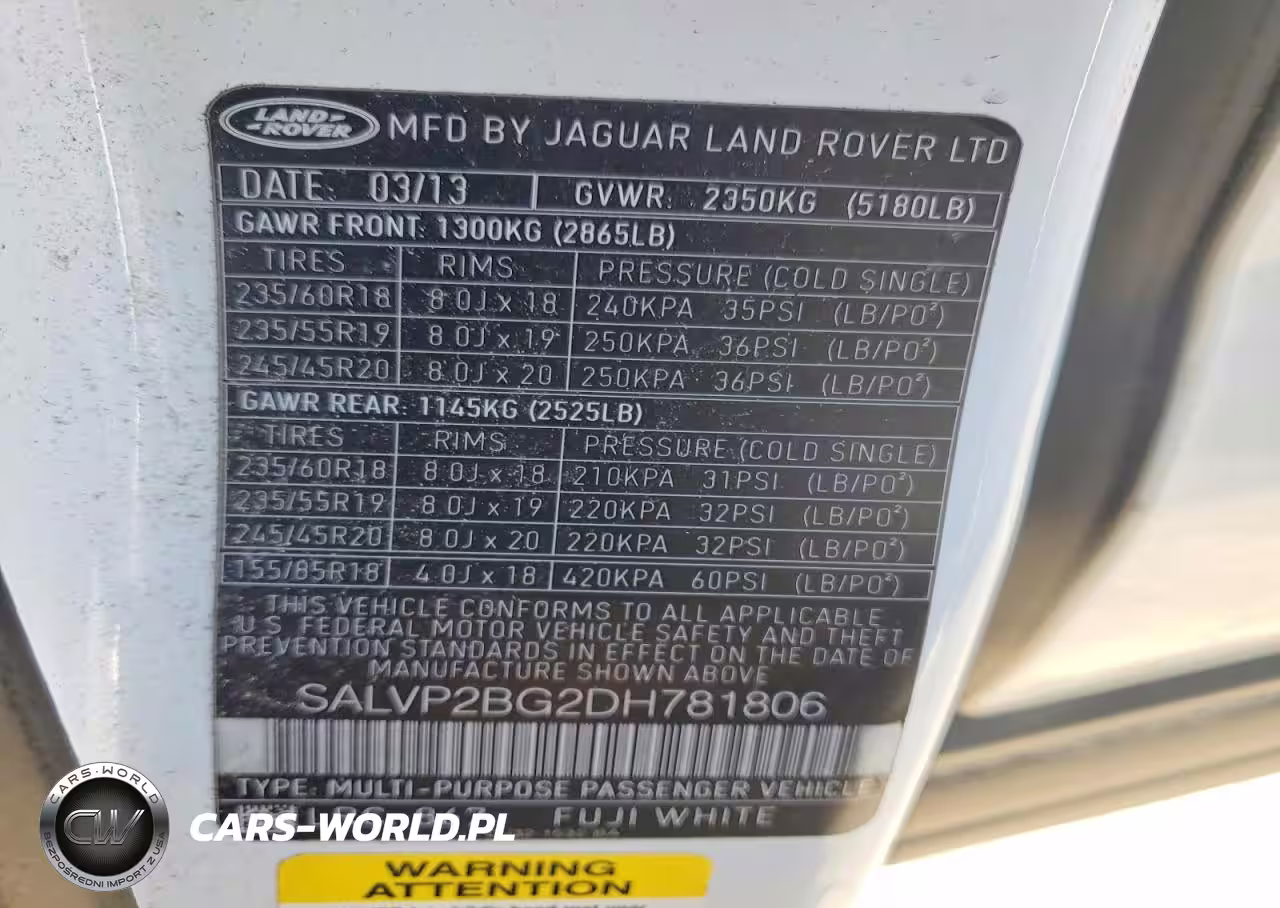 LAND ROVER
MFD BY JAGUAR LAND ROVER LTD
DATE: 03/13 GVWR: 2350KG (5180LB)
GAWR FRONT: 1300KG (2865LB)
TIRES RIMS PRESSURE (COLD SINGLE)
235/60R18 8.0J x 18 240KPA 35PSI (LB/PO²)
235/55R19 8.0J x 19 250KPA 36PSI (LB/PO²)
245/45R20 8.0J x 20 250KPA 36PSI (LB/PO²)
GAWR REAR: 1145KG (2525LB)
TIRES RIMS PRESSURE (COLD SINGLE)
235/60R18 8.0J x 18 210KPA 31PSI (LB/PO²)
235/55R19 8.0J x 19 220KPA 32PSI (LB/PO²)
245/45R20 8.0J x 20 220KPA 32PSI (LB/PO²)
155/85R18 4.0J x 18 420KPA 60PSI (LB/PO²)
THIS VEHICLE CONFORMS TO ALL APPLICABLE
U.S. FEDERAL MOTOR VEHICLE SAFETY AND THEFT
PREVENTION STANDARDS IN EFFECT ON THE DATE OF
MANUFACTURE SHOWN ABOVE
SALVP2BG2DH781806
TYPE: MULTI-PURPOSE PASSENGER VEHICLE
FUJI WHITE
CARS-WORLD
CW
BEZPOŚREDNI IMPORT Z USA
CARS-WORLD.PL
WARNING
ATTENTION